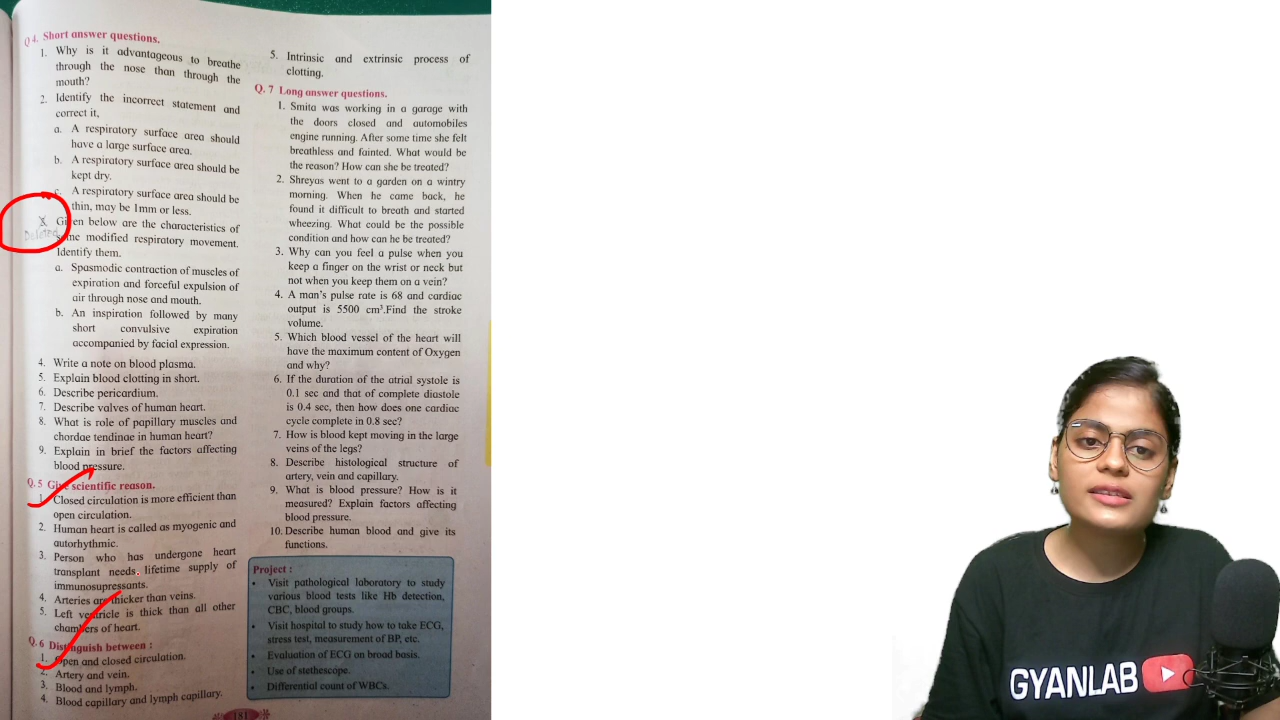 Q 4. Short answer questions.
1. Why is it advantageous to breathe
through the nose than through the
mouth?
2. Identify the incorrect statement and
correct it,
a. A respiratory surface area should
have a large surface area.
b. A respiratory surface area should be
kept dry.
c. A respiratory surface area should be
thin, may be 1mm or less.
Given below are the characteristics of
Deleted some modified respiratory movement.
Identify them.
a. Spasmodic contraction of muscles of
expiration and forceful expulsion of
air through nose and mouth.
b. An inspiration followed by many
short convulsive expiration
accompanied by facial expression.
4. Write a note on blood plasma.
5. Explain blood clotting in short.
6. Describe pericardium.
7. Describe valves of human heart.
8. What is role of papillary muscles and
chordae tendinae in human heart?
9. Explain in brief the factors affecting
blood pressure.
Q. 5 Give scientific reason.
1. Closed circulation is more efficient than
open circulation.
2. Human heart is called as myogenic and
autorhythmic.
3. Person who has undergone heart
transplant needs lifetime supply of
immunosupressants.
4. Arteries are thicker than veins.
5. Left ventricle is thick than all other
chambers of heart.
Q. 6 Distinguish between :
1. Open and closed circulation.
2. Artery and vein.
3. Blood and lymph.
4. Blood capillary and lymph capillary.
5. Intrinsic and extrinsic process of
clotting.
Q. 7 Long answer questions.
1. Smita was working in a garage with
the doors closed and automobiles
engine running. After some time she felt
breathless and fainted. What would be
the reason? How can she be treated?
2. Shreyas went to a garden on a wintry
morning. When he came back, he
found it difficult to breath and started
wheezing. What could be the possible
condition and how can he be treated?
3. Why can you feel a pulse when you
keep a finger on the wrist or neck but
not when you keep them on a vein?
4. A man's pulse rate is 68 and cardiac
output is 5500 cm³.Find the stroke
volume.
5. Which blood vessel of the heart will
have the maximum content of Oxygen
and why?
6. If the duration of the atrial systole is
0.1 sec and that of complete diastole
is 0.4 sec, then how does one cardiac
cycle complete in 0.8 sec?
7. How is blood kept moving in the large
veins of the legs?
8. Describe histological structure of
artery, vein and capillary.
9. What is blood pressure? How is it
measured? Explain factors affecting
blood pressure.
10. Describe human blood and give its
functions.
Project :
• Visit pathological laboratory to study
various blood tests like Hb detection,
CBC, blood groups.
• Visit hospital to study how to take ECG,
stress test, measurement of BP, etc.
• Evaluation of ECG on broad basis.
• Use of stethescope.
• Differential count of WBCs.
181
GYANLAB